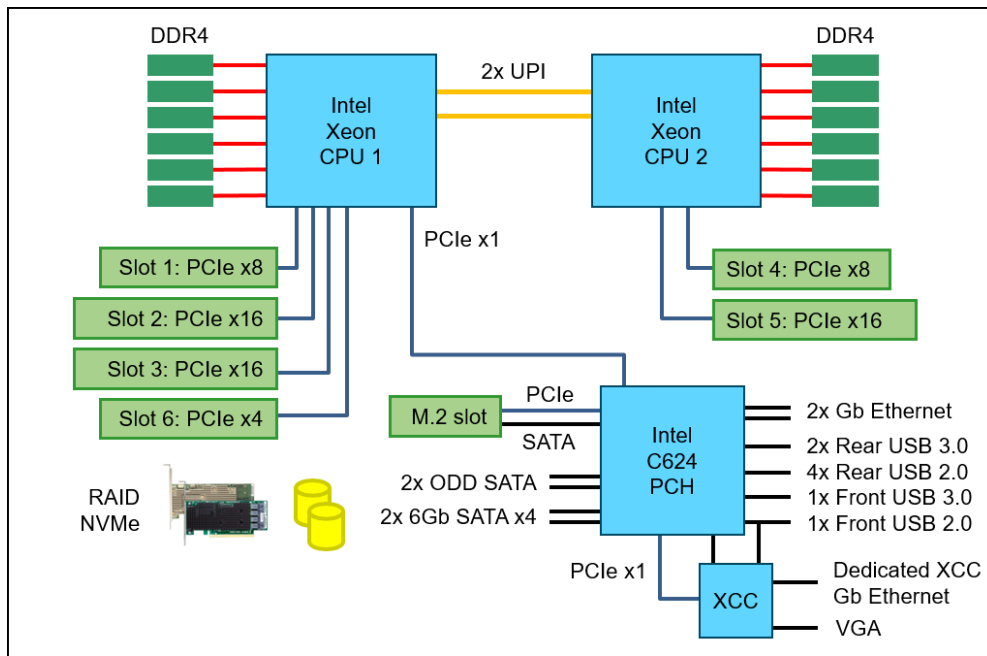 DDR4
DDR4
2x UPI
Intel
Xeon
CPU 1
Intel
Xeon
CPU 2
PCIe x1
Slot 1: PCIe x8
Slot 2: PCIe x16
Slot 3: PCIe x16
Slot 6: PCIe x4
Slot 4: PCIe x8
Slot 5: PCIe x16
M.2 slot
PCIe
SATA
Intel
C624
PCH
2x Gb Ethernet
2x Rear USB 3.0
4x Rear USB 2.0
1x Front USB 3.0
1x Front USB 2.0
RAID
NVMe
2x ODD SATA
2x 6Gb SATA x4
PCIe x1
XCC
Dedicated XCC
Gb Ethernet
VGA